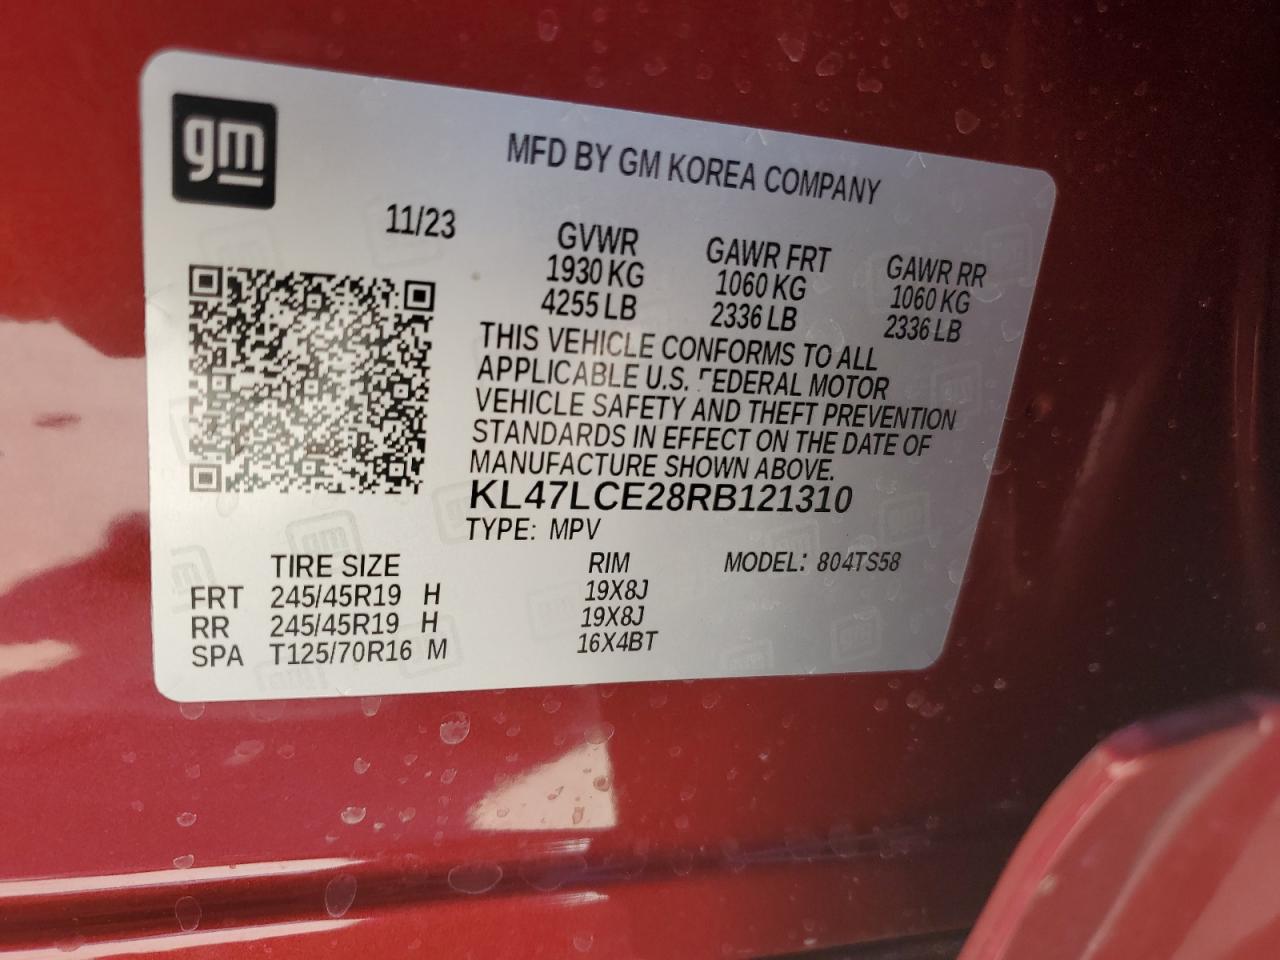 gm
MFD BY GM KOREA COMPANY
11/23
GVWR GAWR FRT GAWR RR
1930 KG 1060 KG 1060 KG
4255 LB 2336 LB 2336 LB
THIS VEHICLE CONFORMS TO ALL
APPLICABLE U.S. FEDERAL MOTOR
VEHICLE SAFETY AND THEFT PREVENTION
STANDARDS IN EFFECT ON THE DATE OF
MANUFACTURE SHOWN ABOVE.
KL47LCE28RB121310
TYPE: MPV
TIRE SIZE RIM MODEL: 804TS58
FRT 245/45R19 H 19X8J
RR 245/45R19 H 19X8J
SPA T125/70R16 M 16X4BT